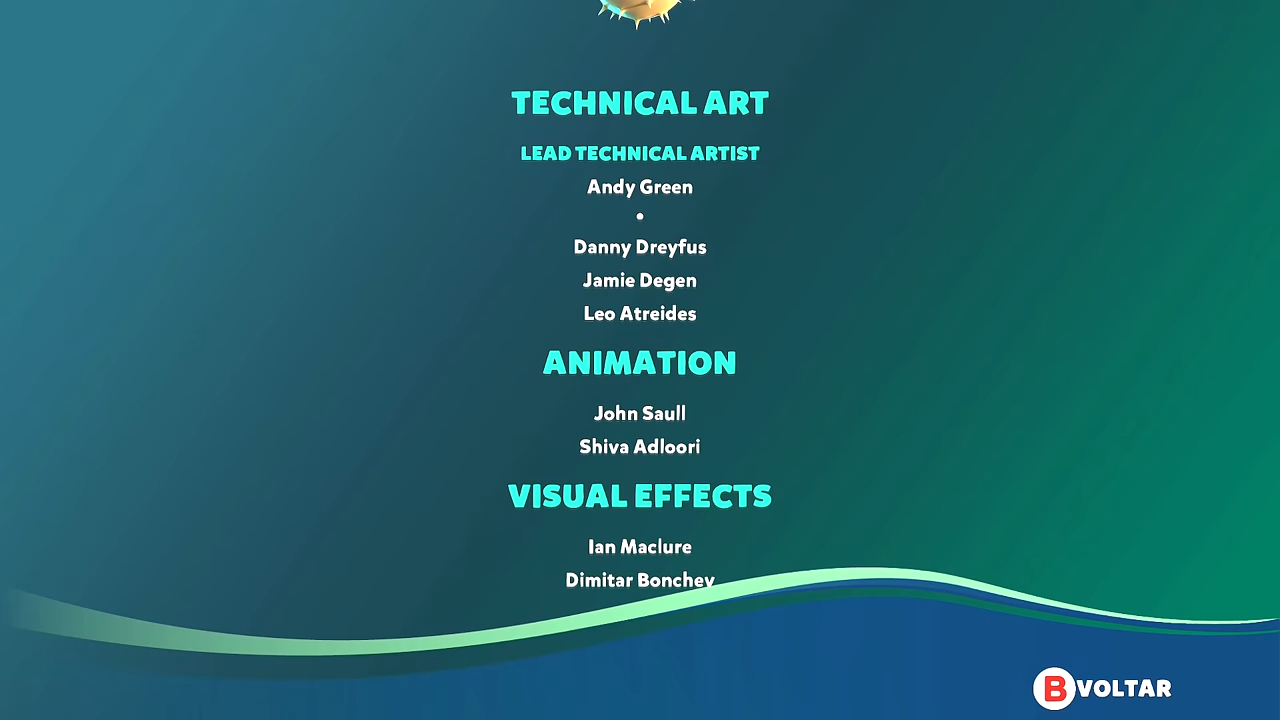 TECHNICAL ART
LEAD TECHNICAL ARTIST
Andy Green
•
Danny Dreyfus
Jamie Degen
Leo Atreides
ANIMATION
John Saull
Shiva Adloori
VISUAL EFFECTS
Ian Maclure
Dimitar Bonchev
B VOLTAR